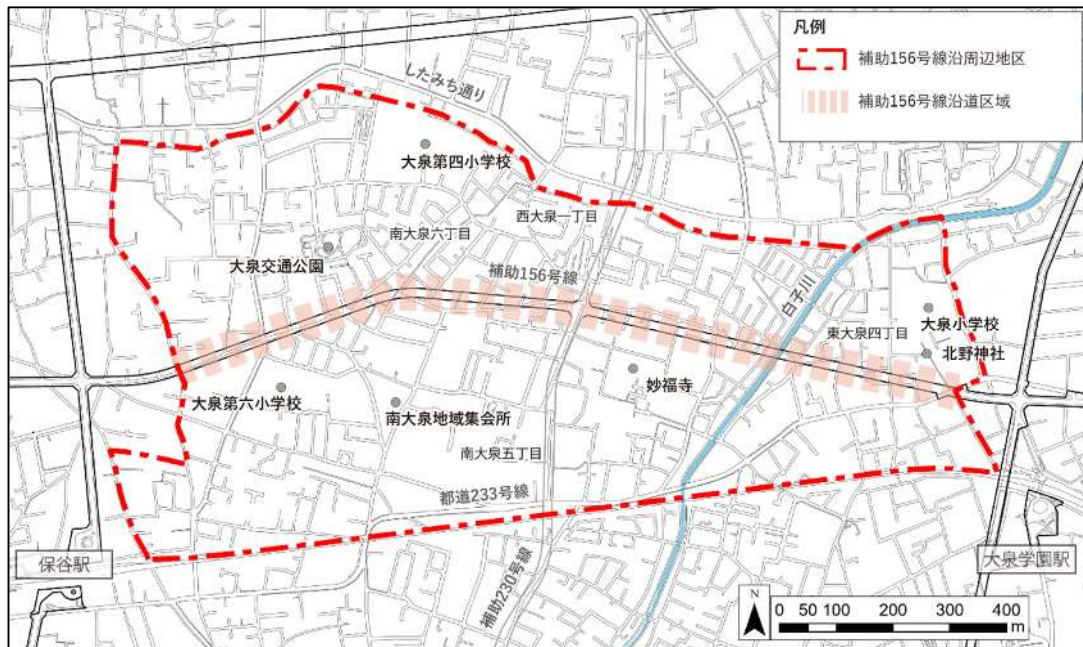 凡例
補助156号線沿周辺地区
補助156号線沿道区域
したみち通り
大泉第四小学校
西大泉一丁目
南大泉六丁目
大泉交通公園
補助156号線
白子川
東大泉四丁目
大泉小学校
北野神社
妙福寺
大泉第六小学校
南大泉地域集会所
南大泉五丁目
都道233号線
補助230号線
保谷駅
大泉学園駅
N
0 50 100 200 300 400
m